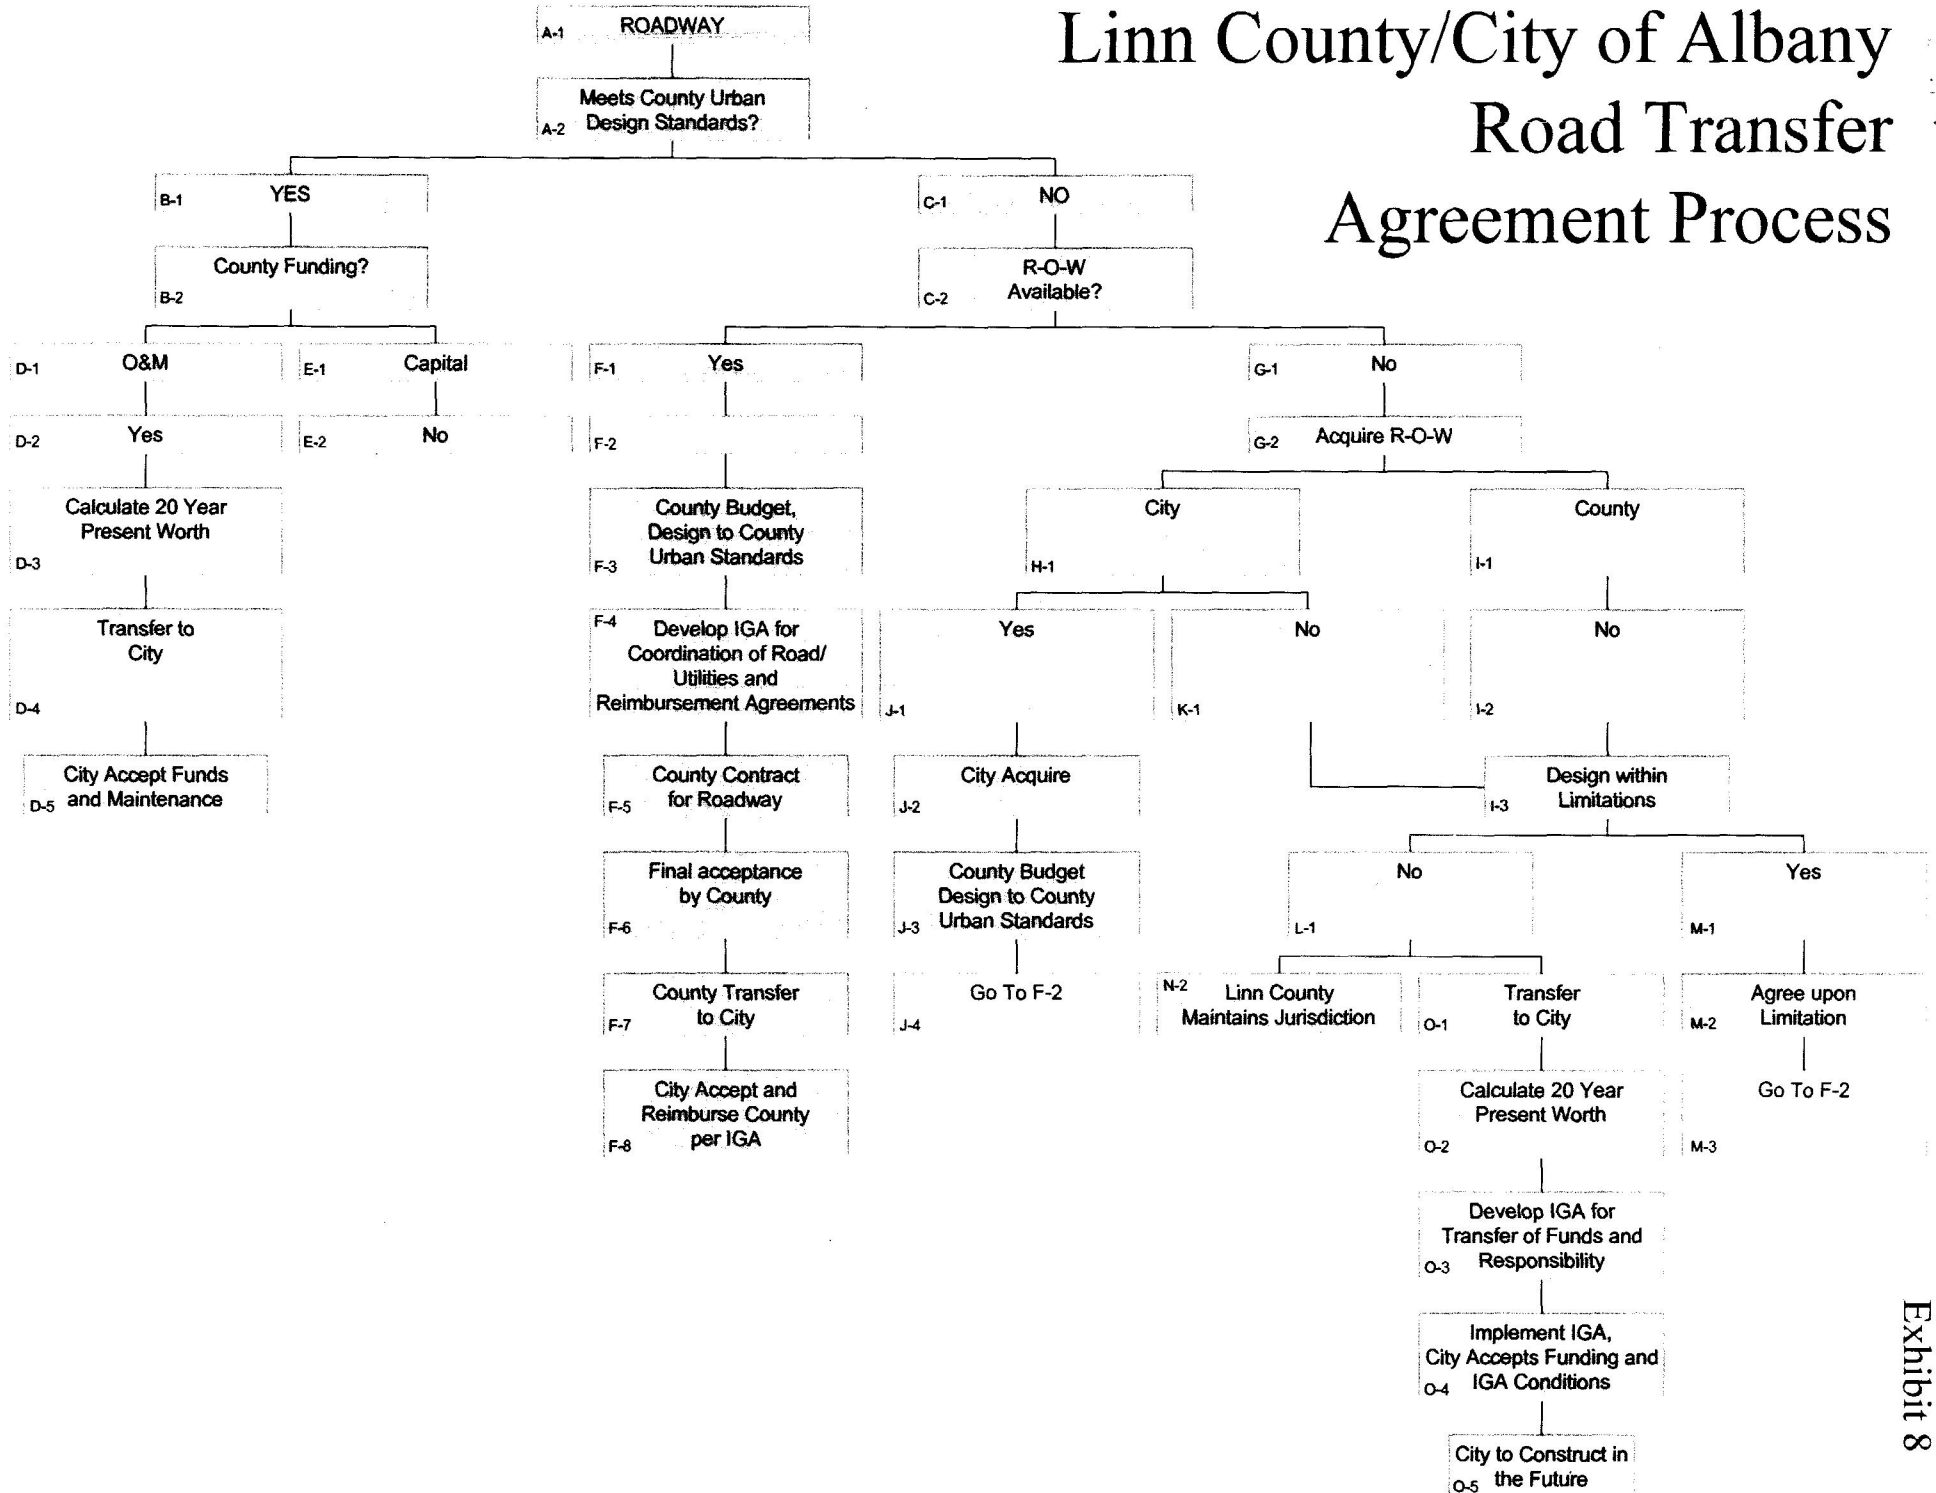 Linn County/City of Albany
Road Transfer
Agreement Process
A-1 ROADWAY
Meets County Urban
A-2 Design Standards?
B-1 YES
C-1 NO
County Funding?
B-2
R-O-W
C-2 Available?
D-1 O&M
E-1 Capital
F-1 Yes
G-1 No
D-2 Yes
E-2 No
F-2
G-2 Acquire R-O-W
Calculate 20 Year
Present Worth
D-3
County Budget,
Design to County
F-3 Urban Standards
City
H-1
County
I-1
Transfer to
City
D-4
F-4 Develop IGA for
Coordination of Road/
Utilities and
Reimbursement Agreements
Yes
J-1
No
K-1
No
I-2
City Accept Funds
D-5 and Maintenance
County Contract
F-5 for Roadway
City Acquire
J-2
Design within
I-3 Limitations
Final acceptance
by County
F-6
County Budget
Design to County
J-3 Urban Standards
No
L-1
Yes
M-1
County Transfer
F-7 to City
Go To F-2
J-4
N-2 Linn County
Maintains Jurisdiction
Transfer
O-1 to City
Agree upon
M-2 Limitation
City Accept and
Reimburse County
F-8 per IGA
Calculate 20 Year
Present Worth
O-2
Go To F-2
M-3
Develop IGA for
Transfer of Funds and
O-3 Responsibility
Implement IGA,
City Accepts Funding and
O-4 IGA Conditions
City to Construct in
O-5 the Future
Exhibit 8